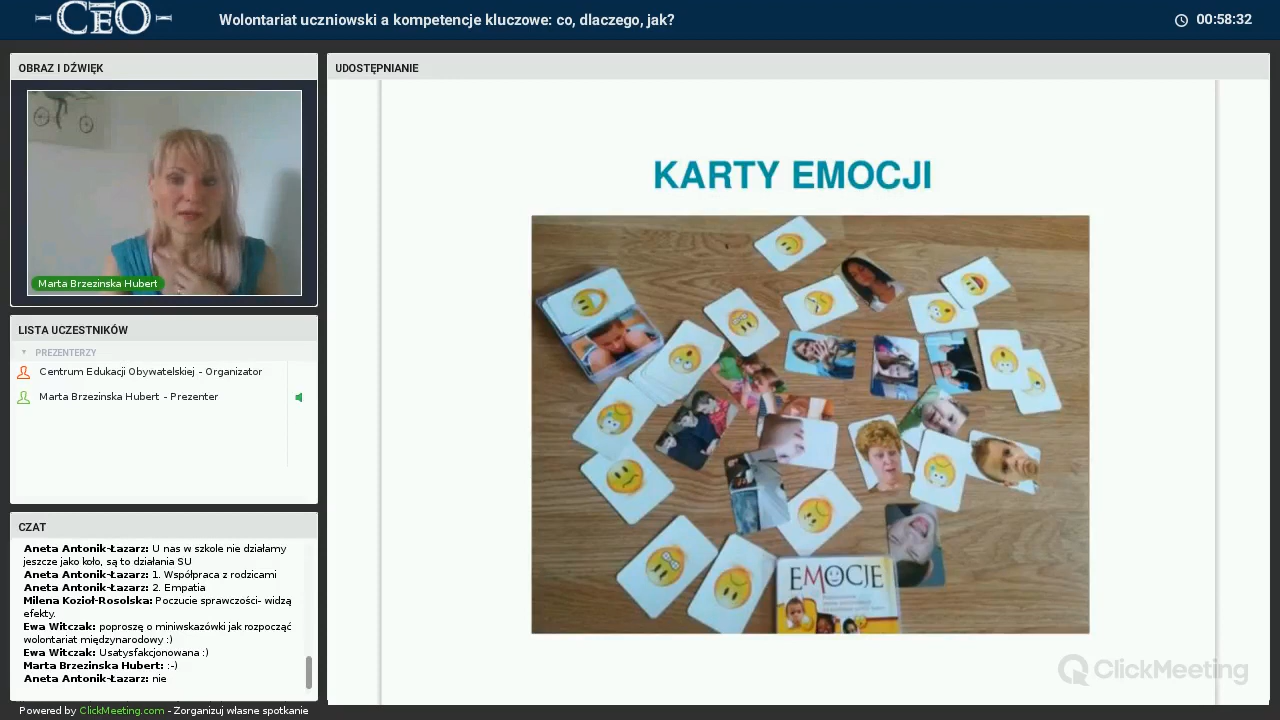 CEO
Wolontariat uczniowski a kompetencje kluczowe: co, dlaczego, jak?
00:58:32
OBRAZ I DŹWIĘK
Marta Brzezinska Hubert
LISTA UCZESTNIKÓW
PREZENTERZY
Centrum Edukacji Obywatelskiej - Organizator
Marta Brzezinska Hubert - Prezenter
CZAT
Aneta Antonik-Łazarz: U nas w szkole nie działamy
jeszcze jako koło, są to działania SU
Aneta Antonik-Łazarz: 1. Współpraca z rodzicami
Aneta Antonik-Łazarz: 2. Empatia
Milena Kozioł-Rosolska: Poczucie sprawczości- widzą
efekty.
Ewa Witczak: poproszę o miniwskazówki jak rozpocząć
wolontariat międzynarodowy :)
Ewa Witczak: Usatysfakcjonowana :)
Marta Brzezinska Hubert: :-)
Aneta Antonik-Łazarz: nie
Powered by ClickMeeting.com - Zorganizuj własne spotkanie
UDOSTĘPNIANIE
KARTY EMOCJI
EMOCJE
ClickMeeting